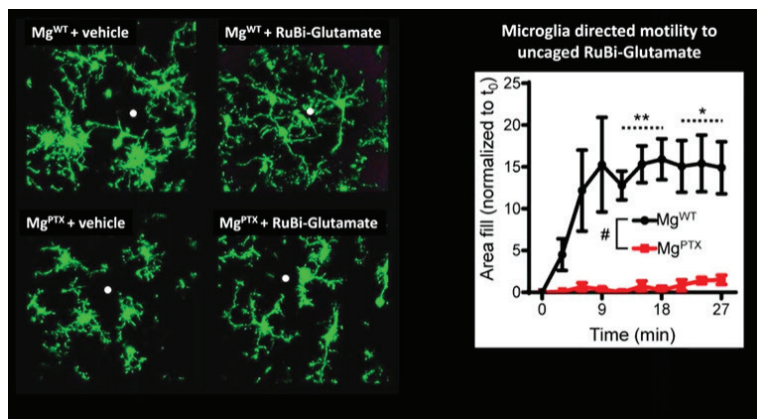 Mg^WT + vehicle
Mg^WT + RuBi-Glutamate
Mg^PTX + vehicle
Mg^PTX + RuBi-Glutamate
Microglia directed motility to
uncaged RuBi-Glutamate
Area fill (normalized to t₀)
25
20
15
10
5
0
** *
# Mg^WT
Mg^PTX
0 9 18 27
Time (min)